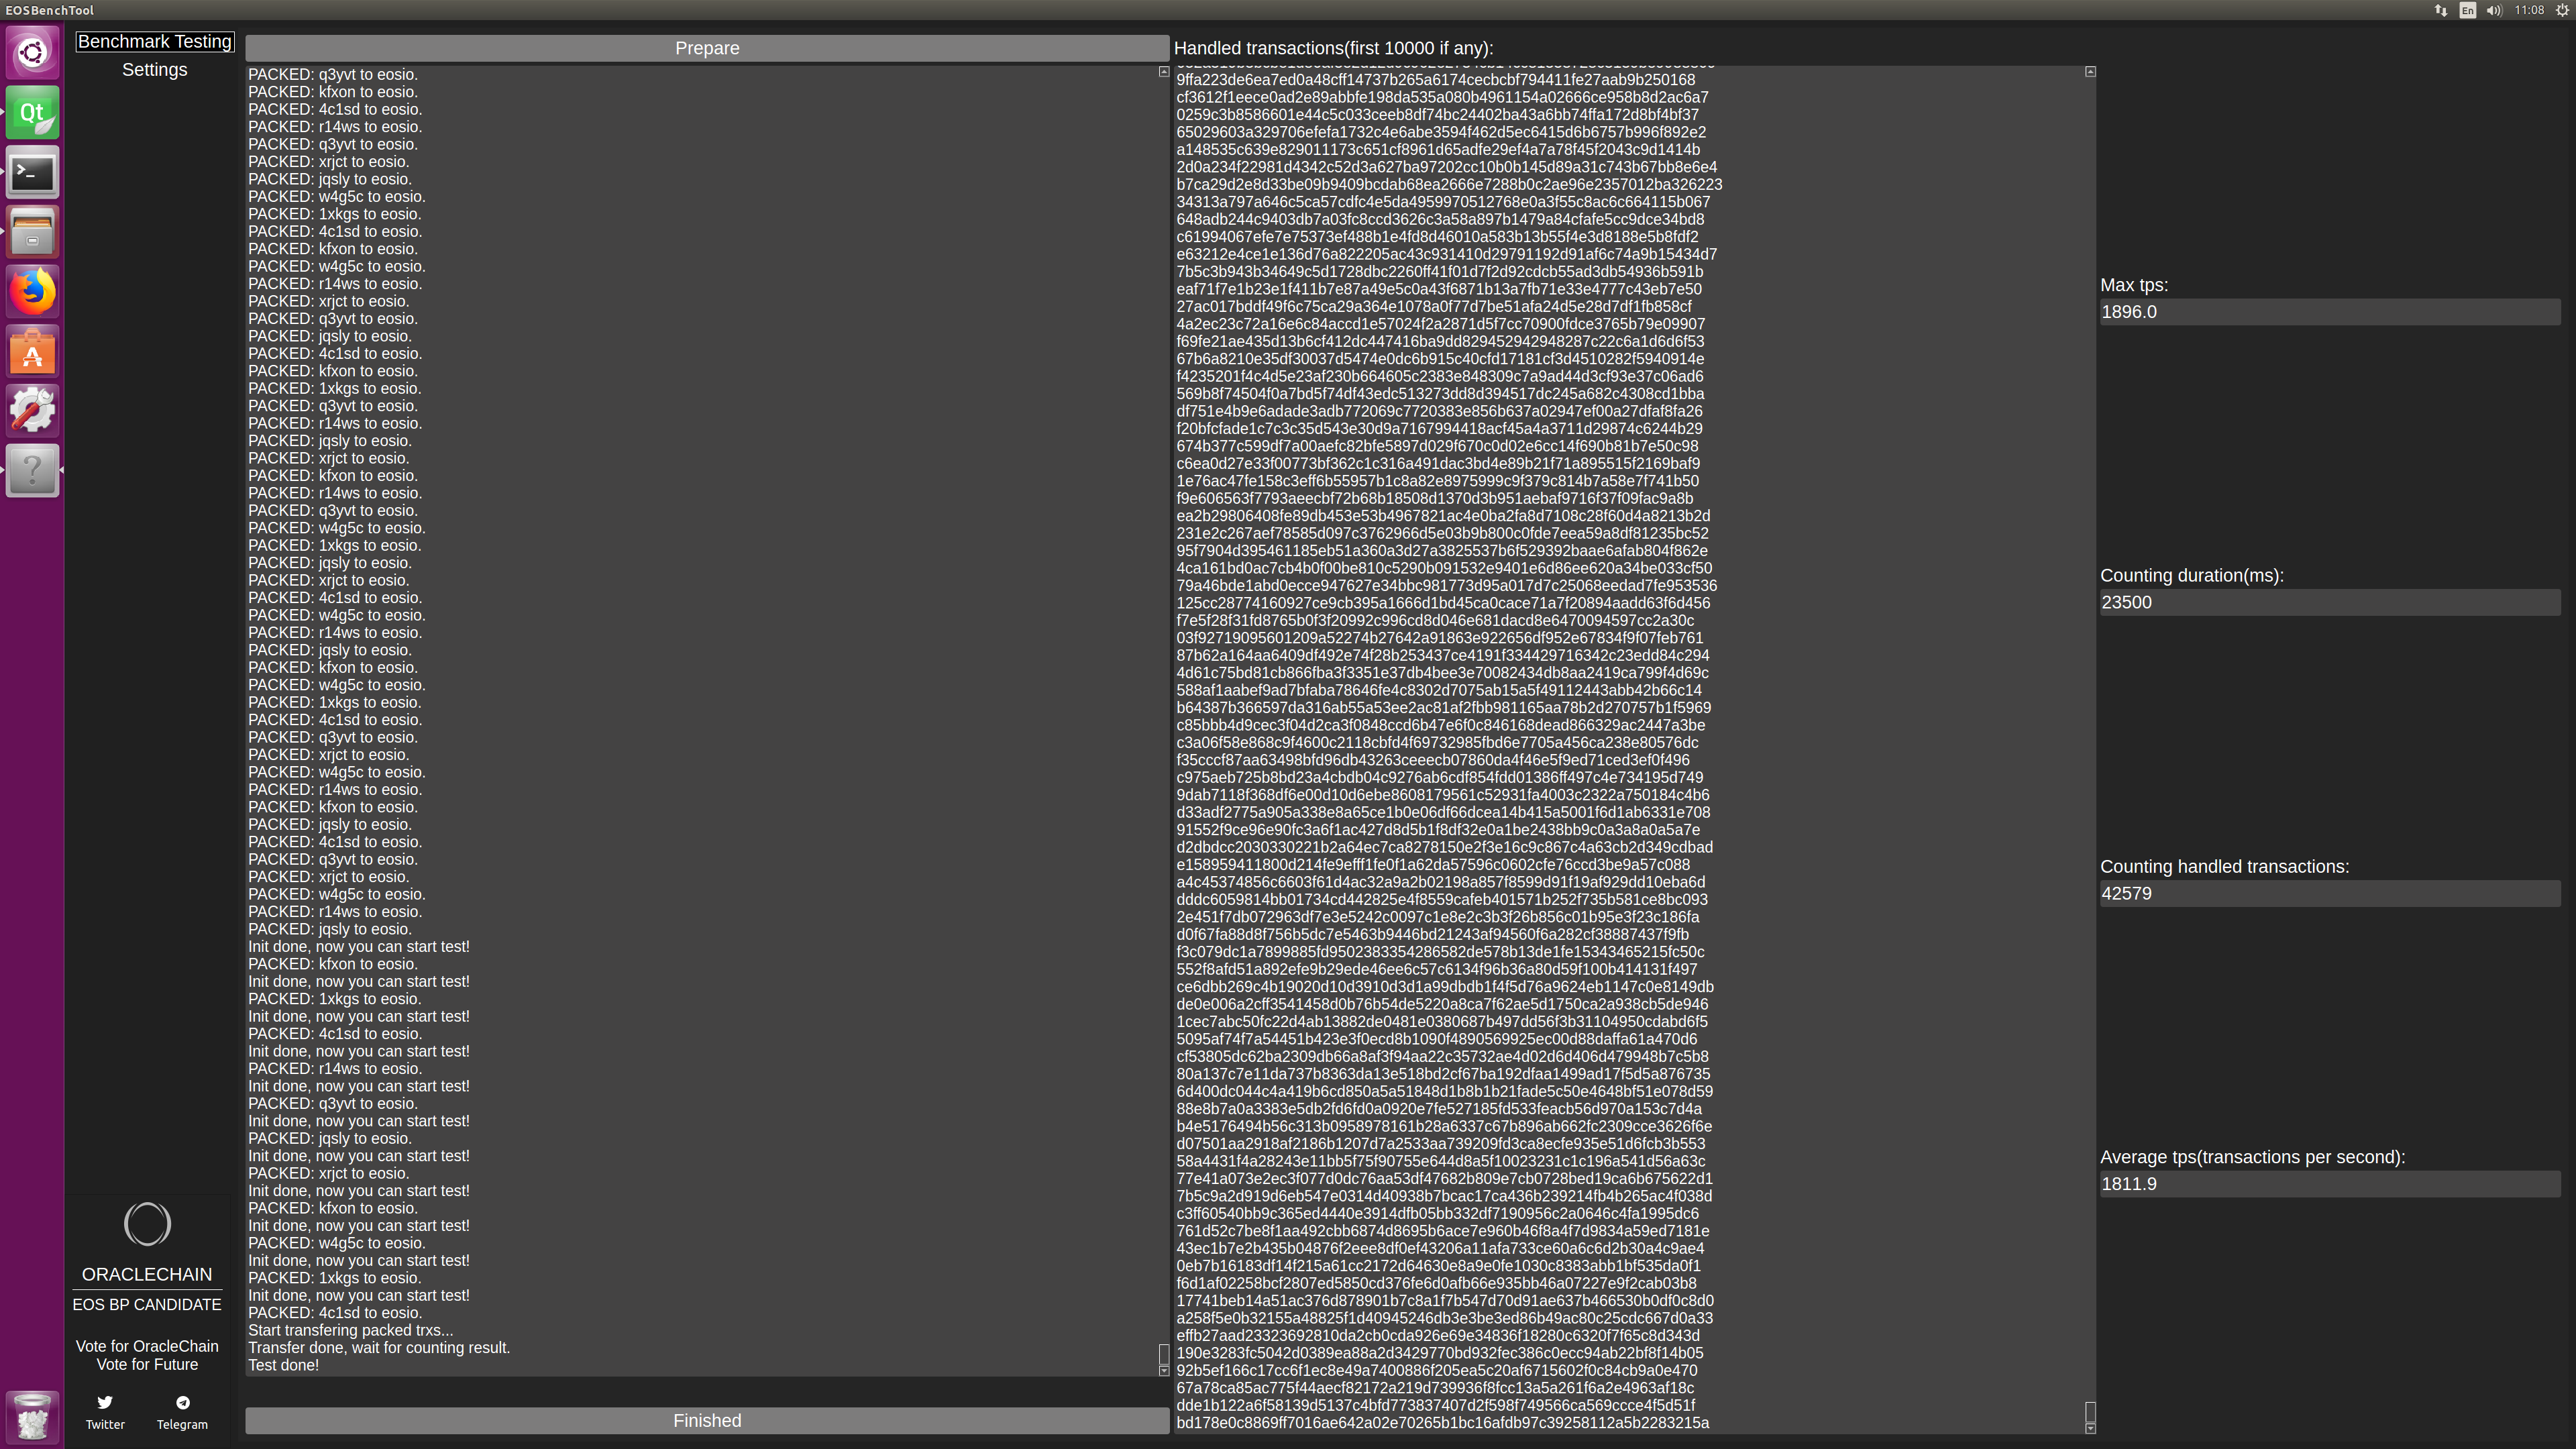 EOSBenchTool
En
11:08
Benchmark Testing
Settings
Prepare
PACKED: q3yvt to eosio.
PACKED: kfxon to eosio.
PACKED: 4c1sd to eosio.
PACKED: r14ws to eosio.
PACKED: q3yvt to eosio.
PACKED: xrjct to eosio.
PACKED: jqsly to eosio.
PACKED: w4g5c to eosio.
PACKED: 1xkgs to eosio.
PACKED: 4c1sd to eosio.
PACKED: kfxon to eosio.
PACKED: w4g5c to eosio.
PACKED: r14ws to eosio.
PACKED: xrjct to eosio.
PACKED: q3yvt to eosio.
PACKED: jqsly to eosio.
PACKED: 4c1sd to eosio.
PACKED: kfxon to eosio.
PACKED: 1xkgs to eosio.
PACKED: q3yvt to eosio.
PACKED: r14ws to eosio.
PACKED: jqsly to eosio.
PACKED: xrjct to eosio.
PACKED: kfxon to eosio.
PACKED: r14ws to eosio.
PACKED: q3yvt to eosio.
PACKED: w4g5c to eosio.
PACKED: 1xkgs to eosio.
PACKED: jqsly to eosio.
PACKED: xrjct to eosio.
PACKED: 4c1sd to eosio.
PACKED: w4g5c to eosio.
PACKED: r14ws to eosio.
PACKED: jqsly to eosio.
PACKED: kfxon to eosio.
PACKED: w4g5c to eosio.
PACKED: 1xkgs to eosio.
PACKED: 4c1sd to eosio.
PACKED: q3yvt to eosio.
PACKED: xrjct to eosio.
PACKED: w4g5c to eosio.
PACKED: r14ws to eosio.
PACKED: kfxon to eosio.
PACKED: jqsly to eosio.
PACKED: 4c1sd to eosio.
PACKED: q3yvt to eosio.
PACKED: xrjct to eosio.
PACKED: w4g5c to eosio.
PACKED: r14ws to eosio.
PACKED: jqsly to eosio.
Init done, now you can start test!
PACKED: kfxon to eosio.
Init done, now you can start test!
PACKED: 1xkgs to eosio.
Init done, now you can start test!
PACKED: 4c1sd to eosio.
Init done, now you can start test!
PACKED: r14ws to eosio.
Init done, now you can start test!
PACKED: q3yvt to eosio.
Init done, now you can start test!
PACKED: jqsly to eosio.
Init done, now you can start test!
PACKED: xrjct to eosio.
Init done, now you can start test!
PACKED: kfxon to eosio.
Init done, now you can start test!
PACKED: w4g5c to eosio.
Init done, now you can start test!
PACKED: 1xkgs to eosio.
Init done, now you can start test!
PACKED: 4c1sd to eosio.
Start transfering packed trxs...
Transfer done, wait for counting result.
Test done!
Finished
Handled transactions(first 10000 if any):
9ffa223de6ea7ed0a48cff14737b265a6174cecbcbf794411fe27aab9b250168
cf3612f1eece0ad2e89abbfe198da535a080b4961154a02666ce958b8d2ac6a7
0259c3b8586601e44c5c033ceeb8df74bc24402ba43a6bb74ffa172d8bf4bf37
65029603a329706efefa1732c4e6abe3594f462d5ec6415d6b6757b996f892e2
a148535c639e829011173c651cf8961d65adfe29ef4a7a78f45f2043c9d1414b
2d0a234f22981d4342c52d3a627ba97202cc10b0b145d89a31c743b67bb8e6e4
b7ca29d2e8d33be09b9409bcdab68ea2666e7288b0c2ae96e2357012ba326223
34313a797a646c5ca57cdfc4e5da4959970512768e0a3f55c8ac6c664115b067
648adb244c9403db7a03fc8ccd3626c3a58a897b1479a84cfafe5cc9dce34bd8
c61994067efe7e75373ef488b1e4fd8d46010a583b13b55f4e3d8188e5b8fdf2
e63212e4ce1e136d76a822205ac43c931410d29791192d91af6c74a9b15434d7
7b5c3b943b34649c5d1728dbc2260ff41f01d7f2d92cdcb55ad3db54936b591b
eaf71f7e1b23e1f411b7e87a49e5c0a43f6871b13a7fb71e33e4777c43eb7e50
27ac017bddf49f6c75ca29a364e1078a0f77d7be51afa24d5e28d7df1fb858cf
4a2ec23c72a16e6c84accd1e57024f2a2871d5f7cc70900fdce3765b79e09907
f69fe21ae435d13b6cf412dc447416ba9dd829452942948287c22c6a1d6d6f53
67b6a8210e35df30037d5474e0dc6b915c40cfd17181cf3d4510282f5940914e
f4235201f4c4d5e23af230b664605c2383e848309c7a9ad44d3cf93e37c06ad6
569b8f74504f0a7bd5f74df43edc513273dd8d394517dc245a682c4308cd1bba
df751e4b9e6adade3adb772069c7720383e856b637a02947ef00a27dfaf8fa26
f20bfcfade1c7c3c35d543e30d9a7167994418acf45a4a3711d29874c6244b29
674b377c599df7a00aefc82bfe5897d029f670c0d02e6cc14f690b81b7e50c98
c6ea0d27e33f00773bf362c1c316a491dac3bd4e89b21f71a895515f2169baf9
1e76ac47fe158c3eff6b55957b1c8a82e8975999c9f379c814b7a58e7f741b50
f9e606563f7793aeecbf72b68b18508d1370d3b951aebaf9716f37f09fac9a8b
ea2b29806408fe89db453e53b4967821ac4e0ba2fa8d7108c28f60d4a8213b2d
231e2c267aef78585d097c3762966d5e03b9b800c0fde7eea59a8df81235bc52
95f7904d395461185eb51a360a3d27a3825537b6f529392baae6afab804f862e
4ca161bd0ac7cb4b0f00be810c5290b091532e9401e6d86ee620a34be033cf50
79a46bde1abd0ecce947627e34bbc981773d95a017d7c25068eedad7fe953536
125cc28774160927ce9cb395a1666d1bd45ca0cace71a7f20894aadd63f6d456
f7e5f28f31fd8765b0f3f20992c996cd8d046e681dacd8e6470094597cc2a30c
03f92719095601209a52274b27642a91863e922656df952e67834f9f07feb761
87b62a164aa6409df492e74f28b253437ce4191f334429716342c23edd84c294
4d61c75bd81cb866fba3f3351e37db4bee3e70082434db8aa2419ca799f4d69c
588af1aabef9ad7bfaba78646fe4c8302d7075ab15a5f49112443abb42b66c14
b64387b366597da316ab55a53ee2ac81af2fbb981165aa78b2d270757b1f5969
c85bbb4d9cec3f04d2ca3f0848ccd6b47e6f0c846168dead866329ac2447a3be
c3a06f58e868c9f4600c2118cbfd4f69732985fbd6e7705a456ca238e80576dc
f35cccf87aa63498bfd96db43263ceeecb07860da4f46e5f9ed71ced3ef0f496
c975aeb725b8bd23a4cbdb04c9276ab6cdf854fdd01386ff497c4e734195d749
9dab7118f368df6e00d10d6ebe8608179561c52931fa4003c2322a750184c4b6
d33adf2775a905a338e8a65ce1b0e06df66dcea14b415a5001f6d1ab6331e708
91552f9ce96e90fc3a6f1ac427d8d5b1f8df32e0a1be2438bb9c0a3a8a0a5a7e
d2dbdcc2030330221b2a64ec7ca8278150e2f3e16c9c867c4a63cb2d349cdbad
e158959411800d214fe9efff1fe0f1a62da57596c0602cfe76ccd3be9a57c088
a4c45374856c6603f61d4ac32a9a2b02198a857f8599d91f19af929dd10eba6d
dddc6059814bb01734cd442825e4f8559cafeb401571b252f735b581ce8bc093
2e451f7db072963df7e3e5242c0097c1e8e2c3b3f26b856c01b95e3f23c186fa
d0f67fa88d8f756b5dc7e5463b9446bd21243af94560f6a282cf38887437f9fb
f3c079dc1a7899885fd9502383354286582de578b13de1fe15343465215fc50c
552f8afd51a892efe9b29ede46ee6c57c6134f96b36a80d59f100b414131f497
ce6dbb269c4b19020d10d3910d3d1a99dbdb1f4f5d76a9624eb1147c0e8149db
de0e006a2cff3541458d0b76b54de5220a8ca7f62ae5d1750ca2a938cb5de946
1cec7abc50fc22d4ab13882de0481e0380687b497dd56f3b31104950cdabd6f5
5095af74f7a54451b423e3f0ecd8b1090f4890569925ec00d88daffa61a470d6
cf53805dc62ba2309db66a8af3f94aa22c35732ae4d02d6d406d479948b7c5b8
80a137c7e11da737b8363da13e518bd2cf67ba192dfaa1499ad17f5d5a876735
6d400dc044c4a419b6cd850a5a51848d1b8b1b21fade5c50e4648bf51e078d59
88e8b7a0a3383e5db2fd6fd0a0920e7fe527185fd533feacb56d970a153c7d4a
b4e5176494b56c313b0958978161b28a6337c67b896ab662fc2309cce3626f6e
d07501aa2918af2186b1207d7a2533aa739209fd3ca8ecfe935e51d6fcb3b553
58a4431f4a28243e11bb5f75f90755e644d8a5f10023231c1c196a541d56a63c
77e41a073e2ec3f077d0dc76aa53df47682b809e7cb0728bed19ca6b675622d1
7b5c9a2d919d6eb547e0314d40938b7bcac17ca436b239214fb4b265ac4f038d
c3ff60540bb9c365ed4440e3914dfb05bb332df7190956c2a0646c4fa1995dc6
761d52c7be8f1aa492cbb6874d8695b6ace7e960b46f8a4f7d9834a59ed7181e
43ec1b7e2b435b04876f2eee8df0ef43206a11afa733ce60a6c6d2b30a4c9ae4
0eb7b16183df14f215a61cc2172d64630e8a9e0fe1030c8383abb1bf535da0f1
f6d1af02258bcf2807ed5850cd376fe6d0afb66e935bb46a07227e9f2cab03b8
17741beb14a51ac376d878901b7c8a1f7b547d70d91ae637b466530b0df0c8d0
a258f5e0b32155a48825f1d40945246db3e3be3ed86b49ac80c25cdc667d0a33
effb27aad23323692810da2cb0cda926e69e34836f18280c6320f7f65c8d343d
190e3283fc5042d0389ea88a2d3429770bd932fec386c0ecc94ab22bf8f14b05
92b5ef166c17cc6f1ec8e49a7400886f205ea5c20af6715602f0c84cb9a0e470
67a78ca85ac775f44aecf82172a219d739936f8fcc13a5a261f6a2e4963af18c
dde1b122a6f58139d5137c4bfd773837407d2f598f749566ca569ccce4f5d51f
bd178e0c8869ff7016ae642a02e70265b1bc16afdb97c39258112a5b2283215a
Max tps:
1896.0
Counting duration(ms):
23500
Counting handled transactions:
42579
Average tps(transactions per second):
1811.9
ORACLECHAIN
EOS BP CANDIDATE
Vote for OracleChain
Vote for Future
Twitter
Telegram